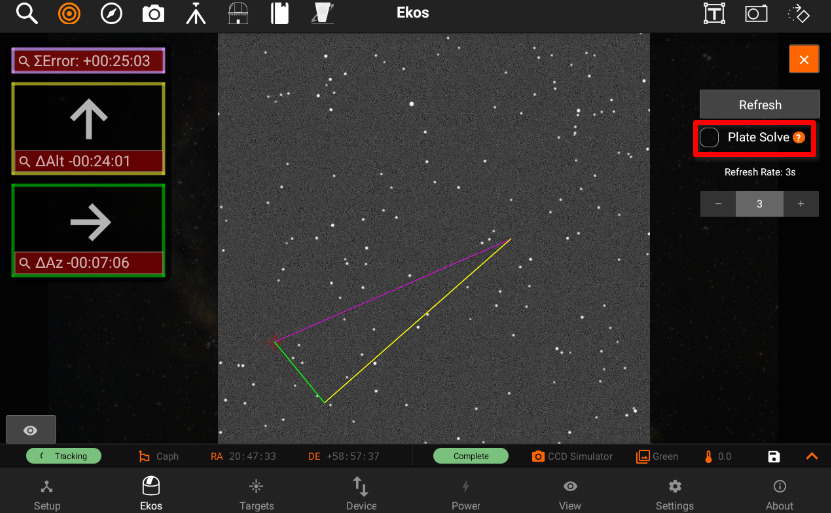 Ekos
ΣError: +00:25:03
ΔAlt -00:24:01
ΔAz -00:07:06
Refresh
Plate Solve ?
Refresh Rate: 3s
− 3 +
Tracking Caph RA 20:47:33 DE +58:57:37 Complete CCD Simulator Green 0.0
Setup Ekos Targets Device Power View Settings About